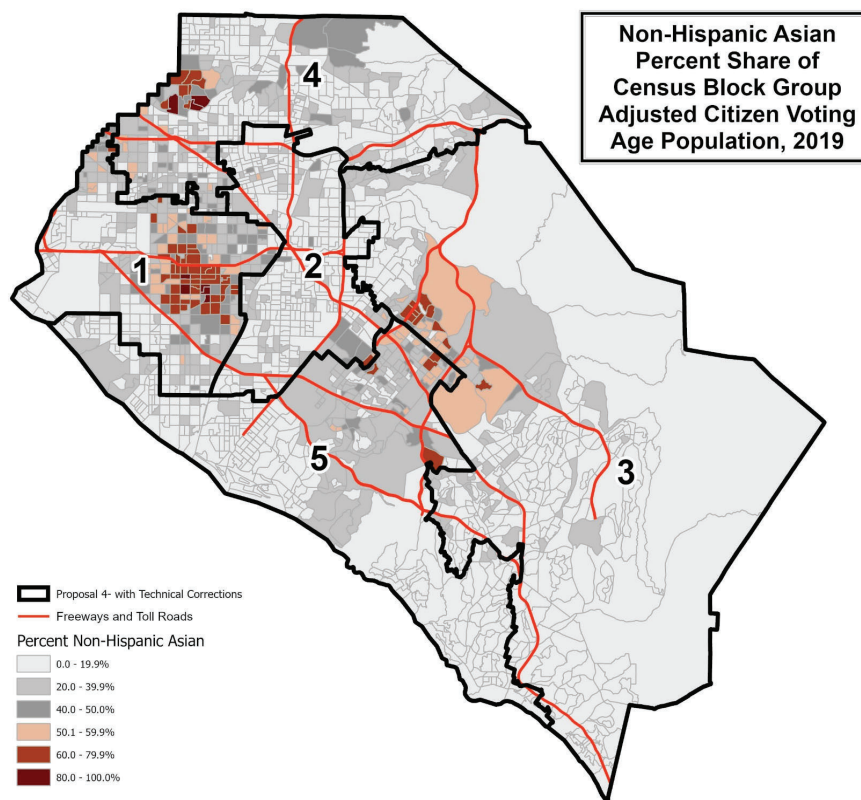 Non-Hispanic Asian
Percent Share of
Census Block Group
Adjusted Citizen Voting
Age Population, 2019
4
1
2
3
5
Proposal 4- with Technical Corrections
Freeways and Toll Roads
Percent Non-Hispanic Asian
0.0 - 19.9%
20.0 - 39.9%
40.0 - 50.0%
50.1 - 59.9%
60.0 - 79.9%
80.0 - 100.0%